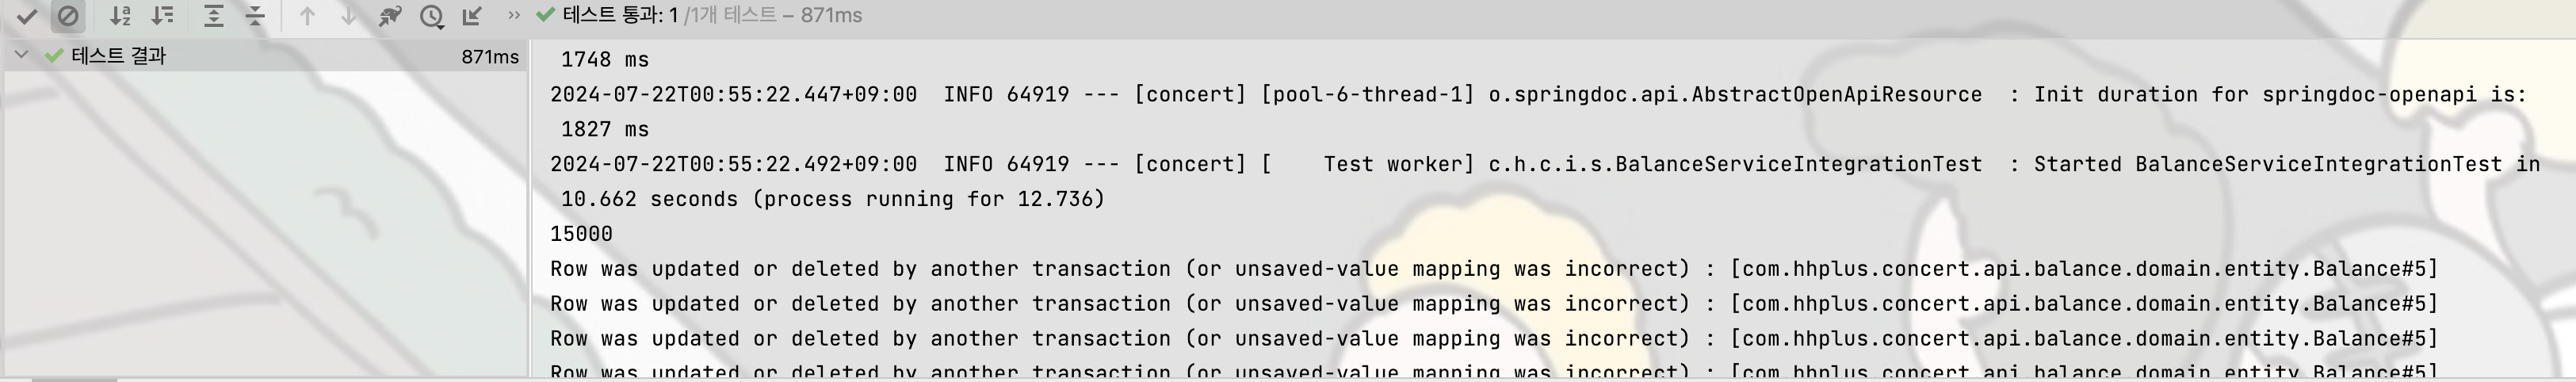 테스트 통과: 1 /1개 테스트 – 871ms
테스트 결과 871ms
1748 ms
2024-07-22T00:55:22.447+09:00  INFO 64919 --- [concert] [pool-6-thread-1] o.springdoc.api.AbstractOpenApiResource  : Init duration for springdoc-openapi is:
1827 ms
2024-07-22T00:55:22.492+09:00  INFO 64919 --- [concert] [    Test worker] c.h.c.i.s.BalanceServiceIntegrationTest  : Started BalanceServiceIntegrationTest in
10.662 seconds (process running for 12.736)
15000
Row was updated or deleted by another transaction (or unsaved-value mapping was incorrect) : [com.hhplus.concert.api.balance.domain.entity.Balance#5]
Row was updated or deleted by another transaction (or unsaved-value mapping was incorrect) : [com.hhplus.concert.api.balance.domain.entity.Balance#5]
Row was updated or deleted by another transaction (or unsaved-value mapping was incorrect) : [com.hhplus.concert.api.balance.domain.entity.Balance#5]
Row was updated or deleted by another transaction (or unsaved-value mapping was incorrect) : [com.hhplus.concert.api.balance.domain.entity.Balance#5]